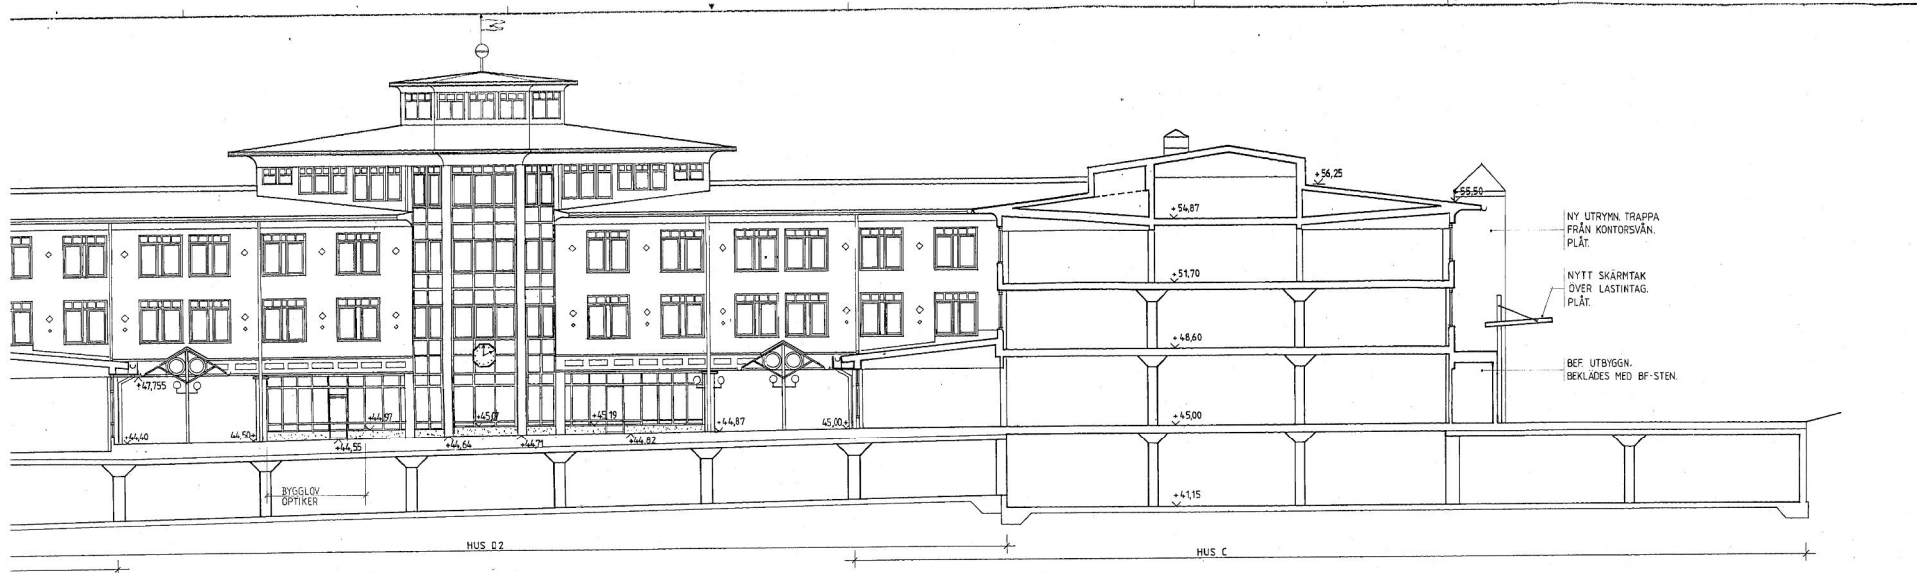 +56,25
+55,50
+54,87
NY UTRYMN. TRAPPA
FRÅN KONTORSVÅN.
PLÅT.
+51,70
NYTT SKÄRMTAK
ÖVER LASTINTAG.
PLÅT.
+48,60
BEF. UTBYGGN.
BEKLÄDES MED BF-STEN.
+47,755
+44,97
+45,07
+45,19
+44,87
45,00
+45,00
44,40
44,50
+44,55
+44,64
+44,71
+44,82
BYGGLOV
OPTIKER
+41,15
HUS D2
HUS C